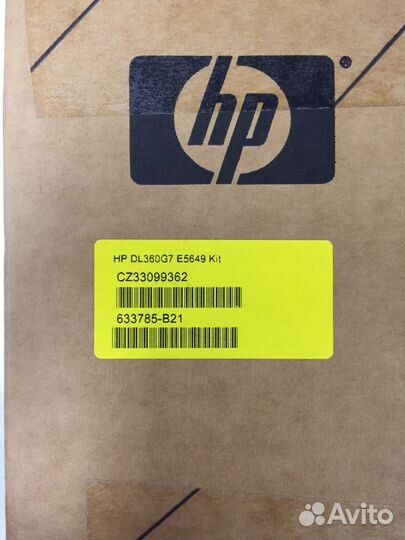 hp
HP DL360G7 E5649 Kit
CZ33099362
633785-B21
Avito